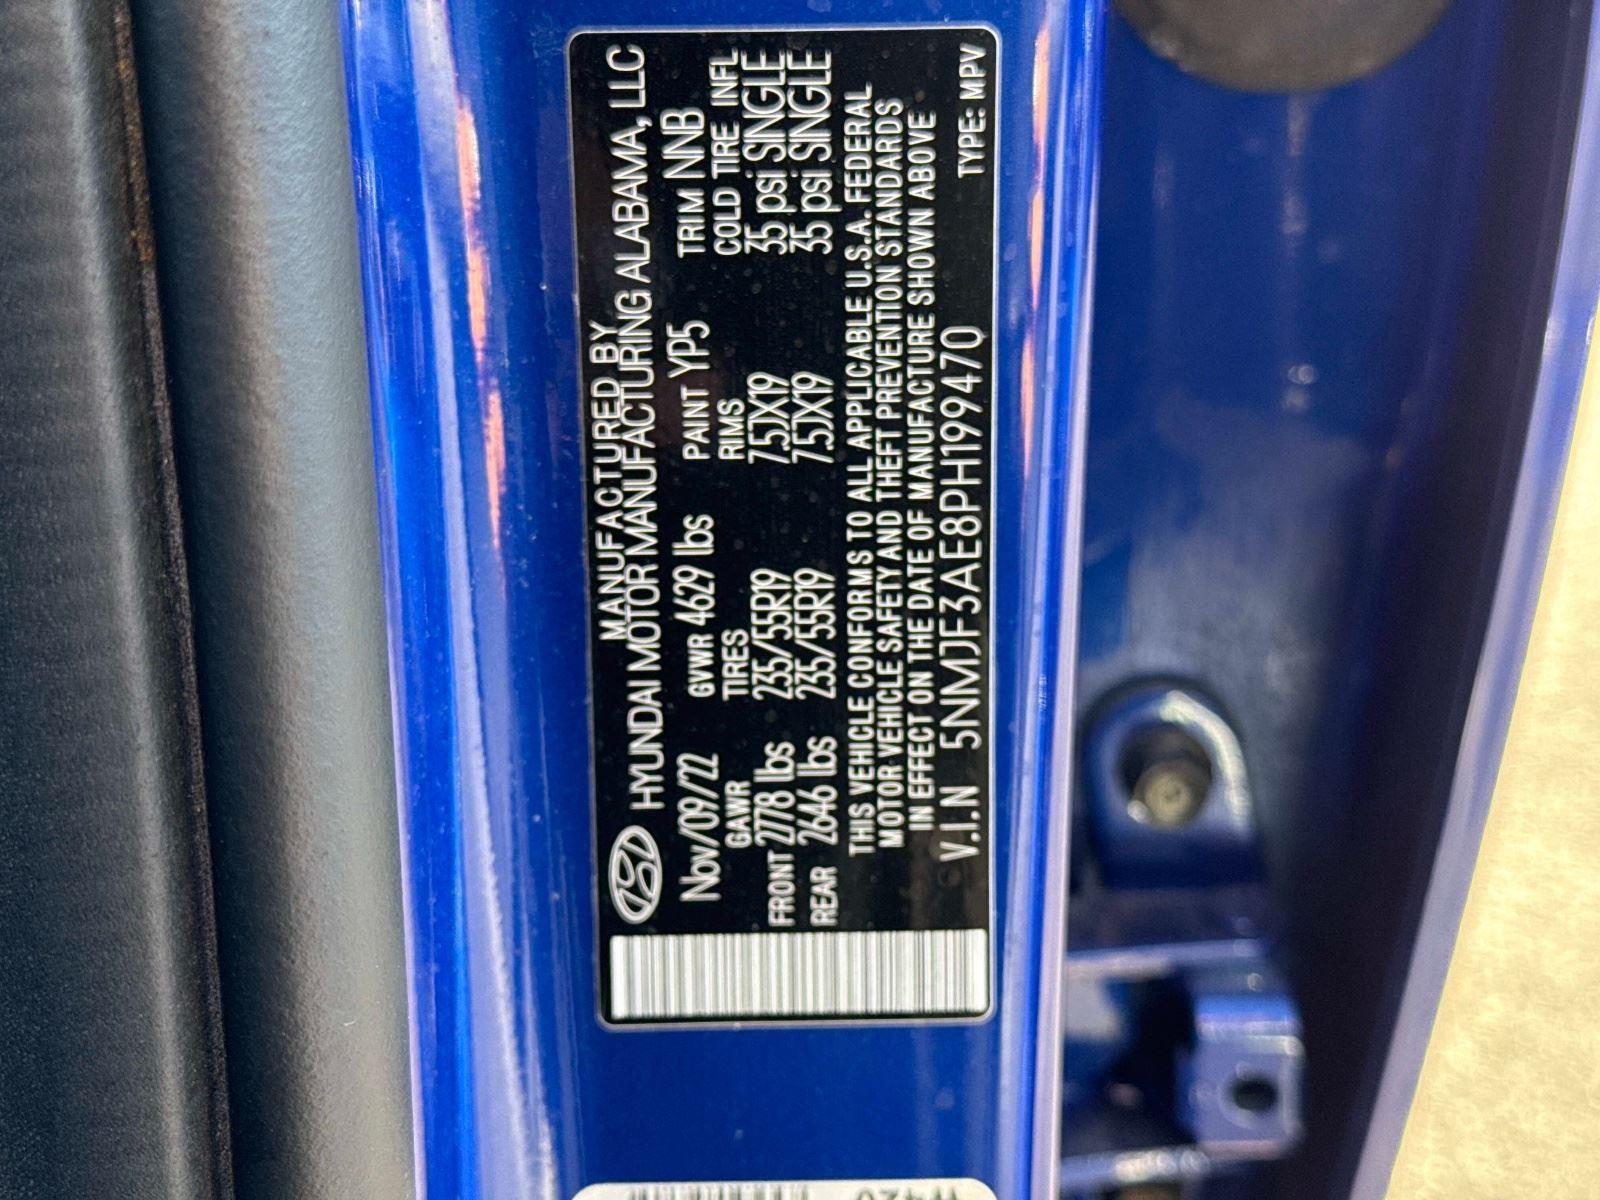 MANUFACTURED BY
HYUNDAI MOTOR MANUFACTURING ALABAMA, LLC
Nov/09/22 GVWR 4629 lbs PAINT YP5 TRIM NNB
GAWR TIRES RIMS COLD TIRE INFL
FRONT 2778 lbs 235/55R19 7.5JX19 35 psi SINGLE
REAR 2646 lbs 235/55R19 7.5JX19 35 psi SINGLE
THIS VEHICLE CONFORMS TO ALL APPLICABLE U.S.A. FEDERAL
MOTOR VEHICLE SAFETY AND THEFT PREVENTION STANDARDS
IN EFFECT ON THE DATE OF MANUFACTURE SHOWN ABOVE
V.I.N 5NMJF3AE8PH199470 TYPE: MPV